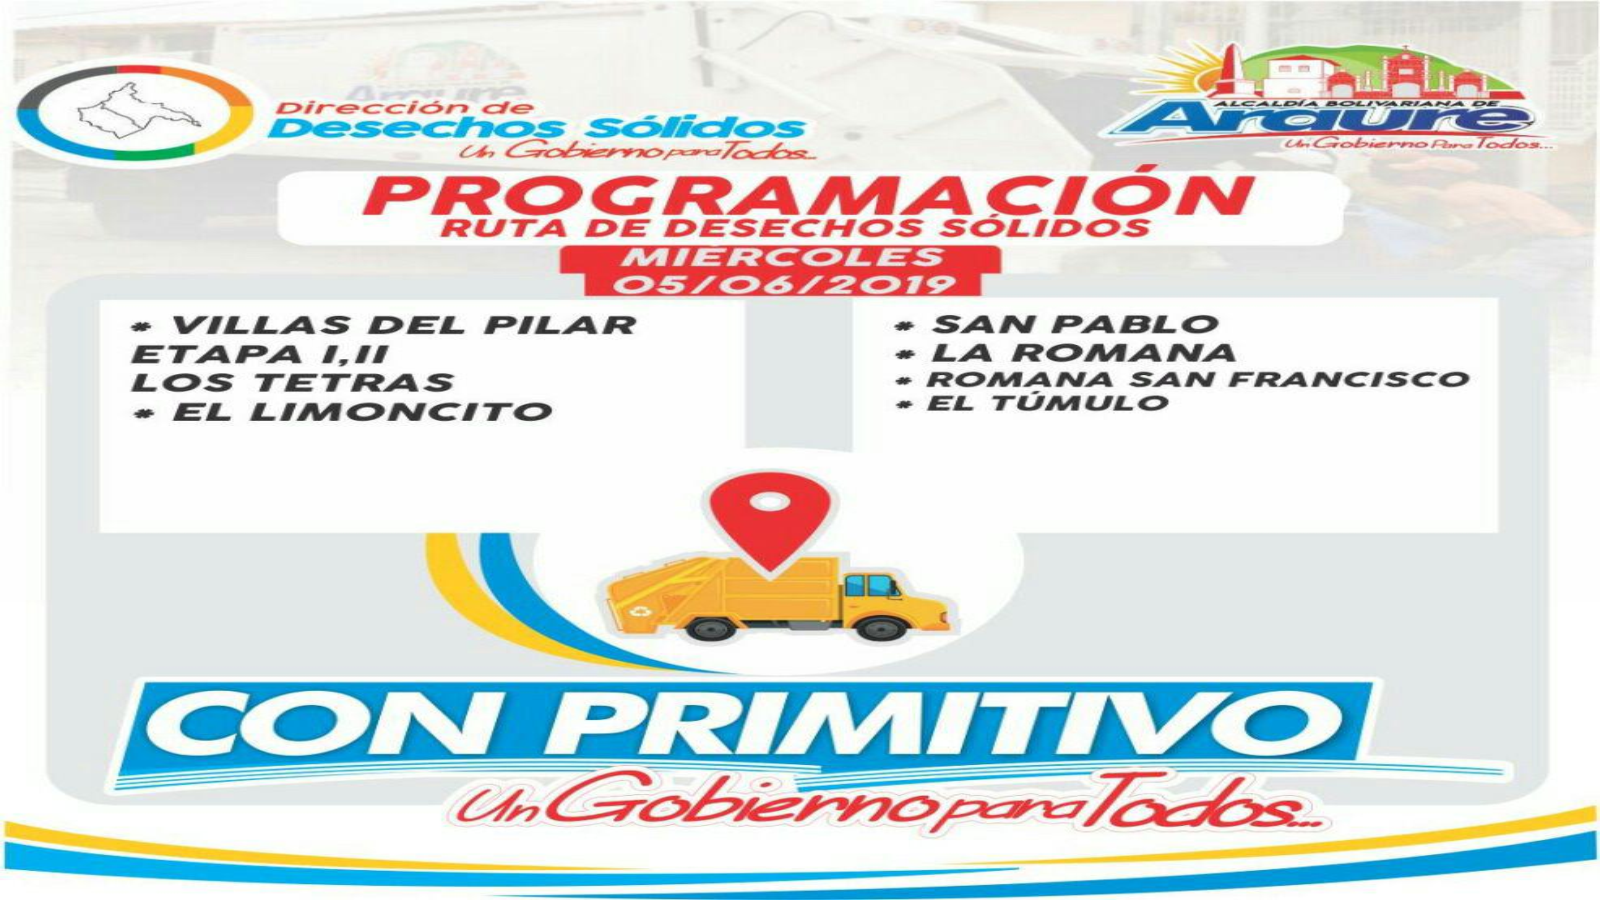 Dirección de
Desechos Sólidos
Un Gobierno para Todos...
ALCALDÍA BOLIVARIANA DE
Araure
Un Gobierno Para Todos...
PROGRAMACIÓN
RUTA DE DESECHOS SÓLIDOS
MIÉRCOLES
05/06/2019
* VILLAS DEL PILAR
ETAPA I,II
LOS TETRAS
* EL LIMONCITO
* SAN PABLO
* LA ROMANA
* ROMANA SAN FRANCISCO
* EL TÚMULO
CON PRIMITIVO
Un Gobierno para Todos...